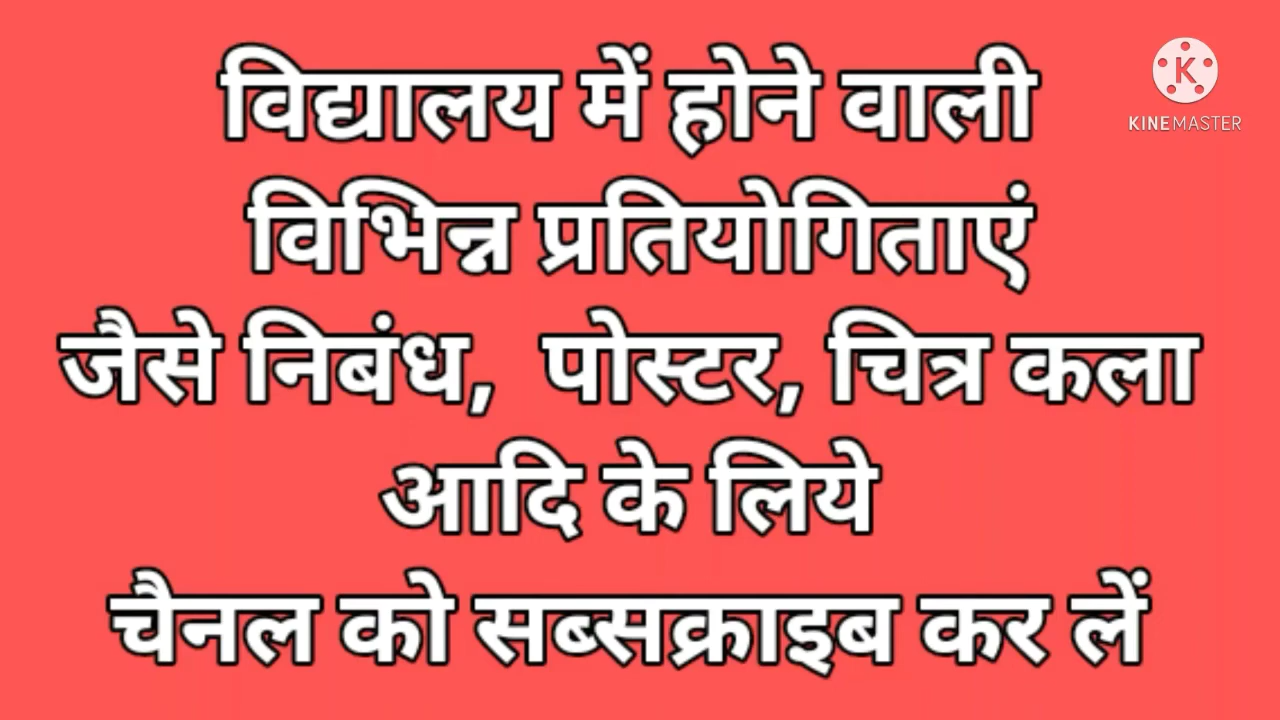 विद्यालय में होने वाली
KINEMASTER
विभिन्न प्रतियोगिताएं
जैसे निबंध, पोस्टर, चित्र कला
आदि के लिये
चैनल को सब्सक्राइब कर लें